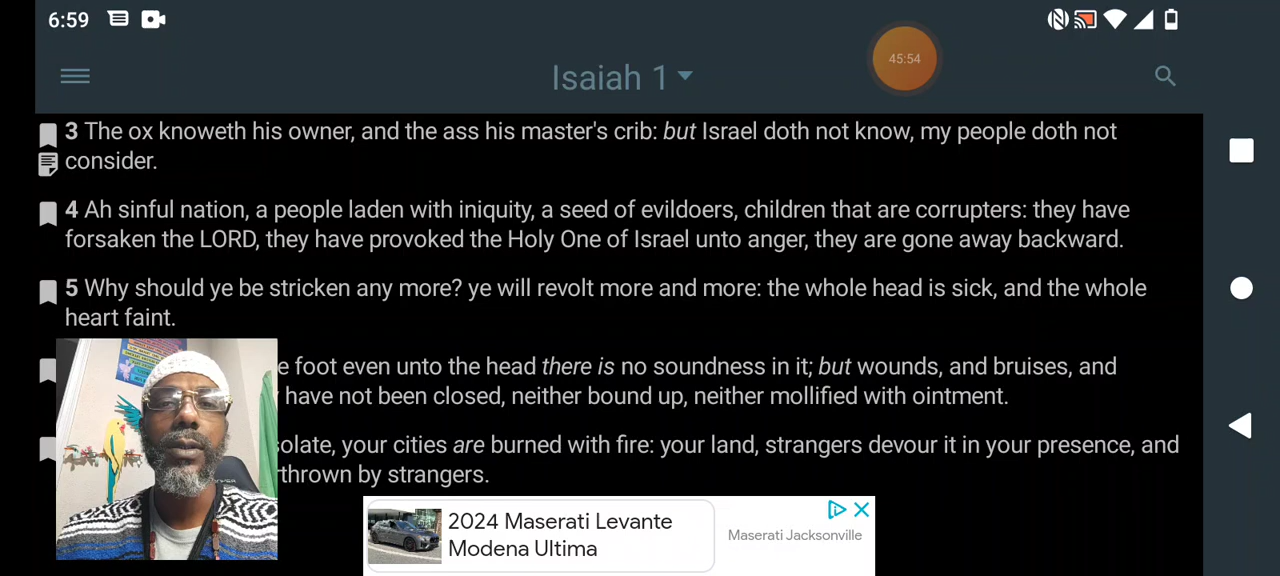 6:59
45:54
Isaiah 1
3 The ox knoweth his owner, and the ass his master's crib: but Israel doth not know, my people doth not
consider.
4 Ah sinful nation, a people laden with iniquity, a seed of evildoers, children that are corrupters: they have
forsaken the LORD, they have provoked the Holy One of Israel unto anger, they are gone away backward.
5 Why should ye be stricken any more? ye will revolt more and more: the whole head is sick, and the whole
heart faint.
e foot even unto the head there is no soundness in it; but wounds, and bruises, and
have not been closed, neither bound up, neither mollified with ointment.
solate, your cities are burned with fire: your land, strangers devour it in your presence, and
thrown by strangers.
2024 Maserati Levante
Modena Ultima
Maserati Jacksonville